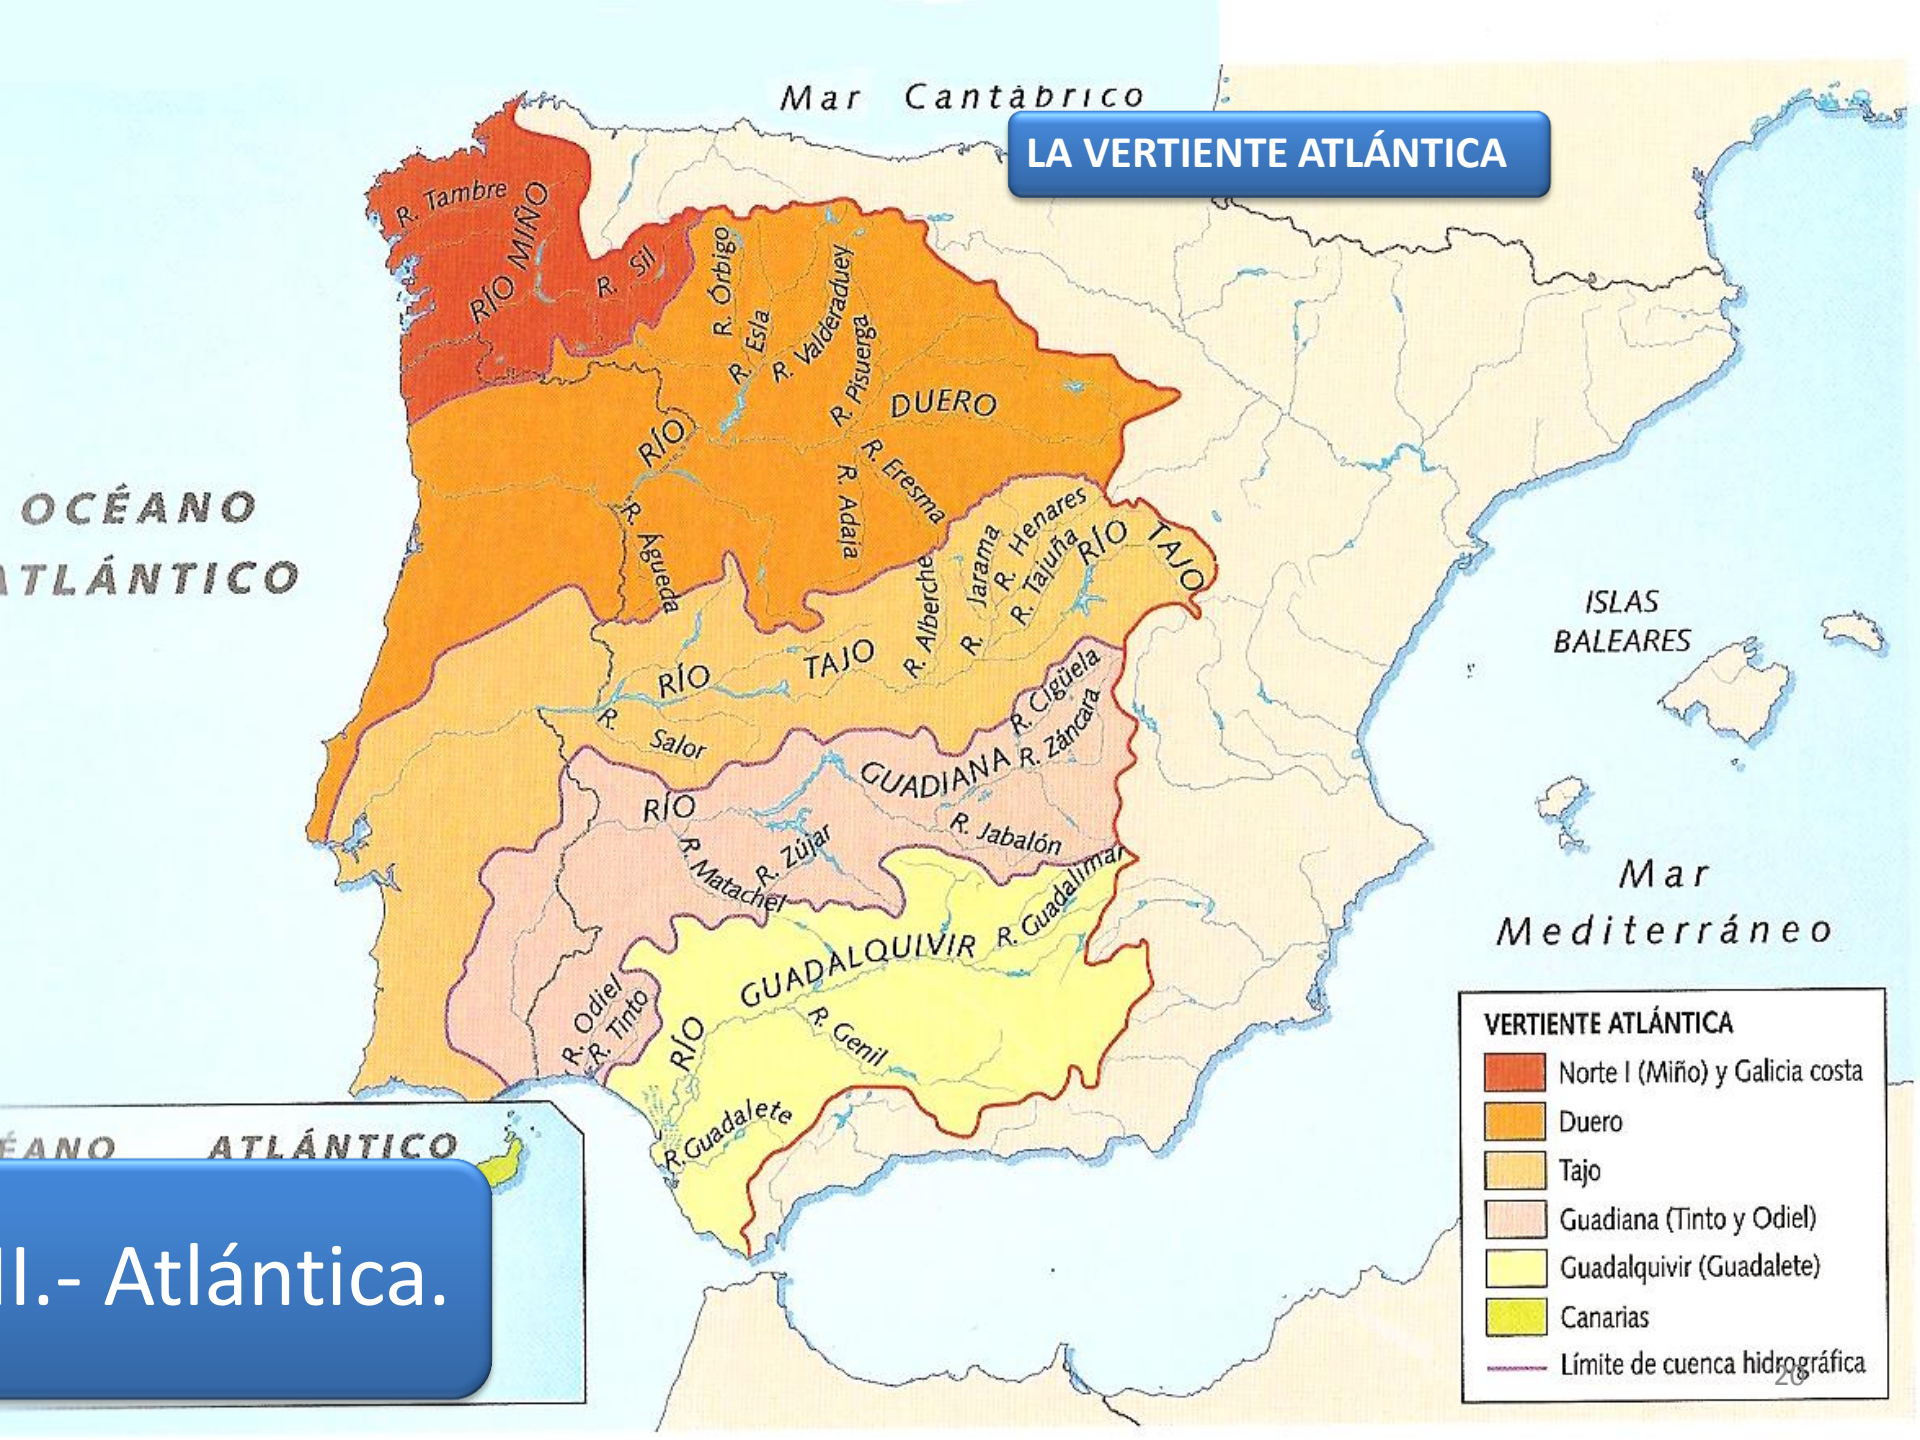 Mar Cantábrico
LA VERTIENTE ATLÁNTICA
R. Tambre
RÍO MIÑO
R. Sil
R. Órbigo
R. Esla
R. Valderaduey
R. Pisuerga
RÍO DUERO
R. Eresma
R. Adaja
R. Águeda
OCÉANO
ATLÁNTICO
R. Henares
R. Jarama
R. Tajuña
RÍO TAJO
R. Alberche
RÍO TAJO
R. Salor
ISLAS
BALEARES
R. Cigüela
R. Záncara
RÍO GUADIANA
R. Jabalón
R. Zújar
R. Matachel
R. Guadalimar
RÍO GUADALQUIVIR
R. Odiel
R. Tinto
R. Genil
R. Guadalete
Mar
Mediterráneo
ÉANO ATLÁNTICO
II.- Atlántica.
VERTIENTE ATLÁNTICA
Norte I (Miño) y Galicia costa
Duero
Tajo
Guadiana (Tinto y Odiel)
Guadalquivir (Guadalete)
Canarias
Límite de cuenca hidrográfica